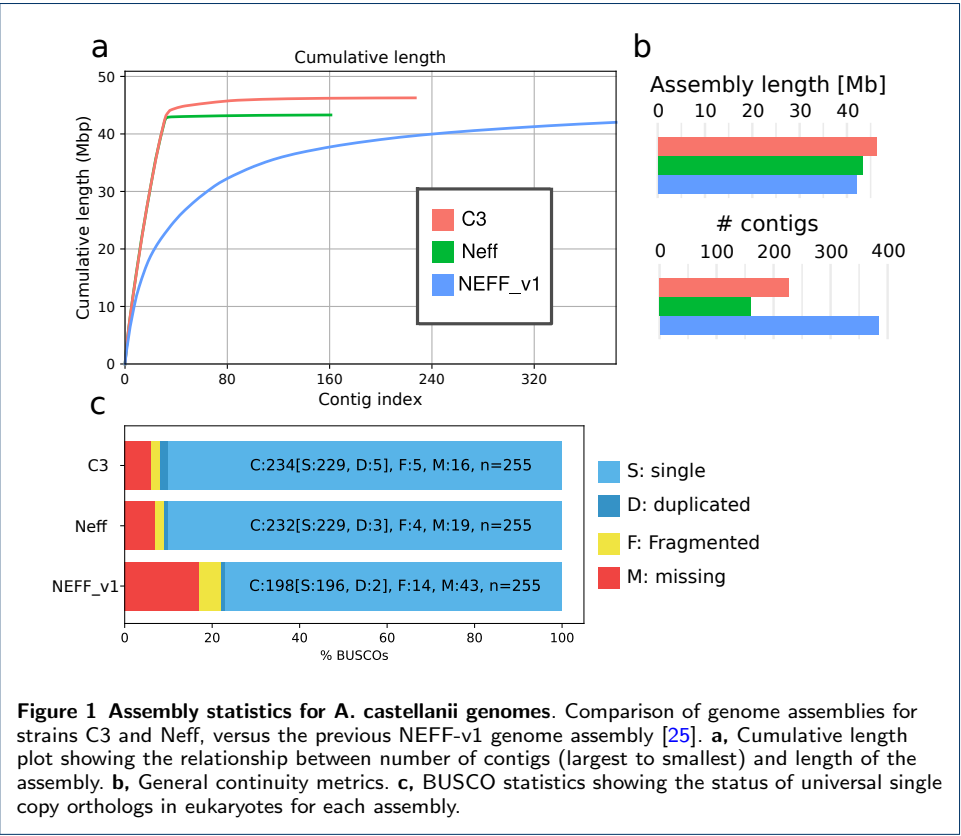 a
Cumulative length
50
40
30
20
10
0
Cumulative length (Mbp)
0 80 160 240 320
Contig index
C3
Neff
NEFF_v1
b
Assembly length [Mb]
0 10 20 30 40
# contigs
0 100 200 300 400
c
C3
C:234[S:229, D:5], F:5, M:16, n=255
Neff
C:232[S:229, D:3], F:4, M:19, n=255
NEFF_v1
C:198[S:196, D:2], F:14, M:43, n=255
0 20 40 60 80 100
% BUSCOs
S: single
D: duplicated
F: Fragmented
M: missing
Figure 1 Assembly statistics for A. castellanii genomes. Comparison of genome assemblies for
strains C3 and Neff, versus the previous NEFF-v1 genome assembly [25]. a, Cumulative length
plot showing the relationship between number of contigs (largest to smallest) and length of the
assembly. b, General continuity metrics. c, BUSCO statistics showing the status of universal single
copy orthologs in eukaryotes for each assembly.